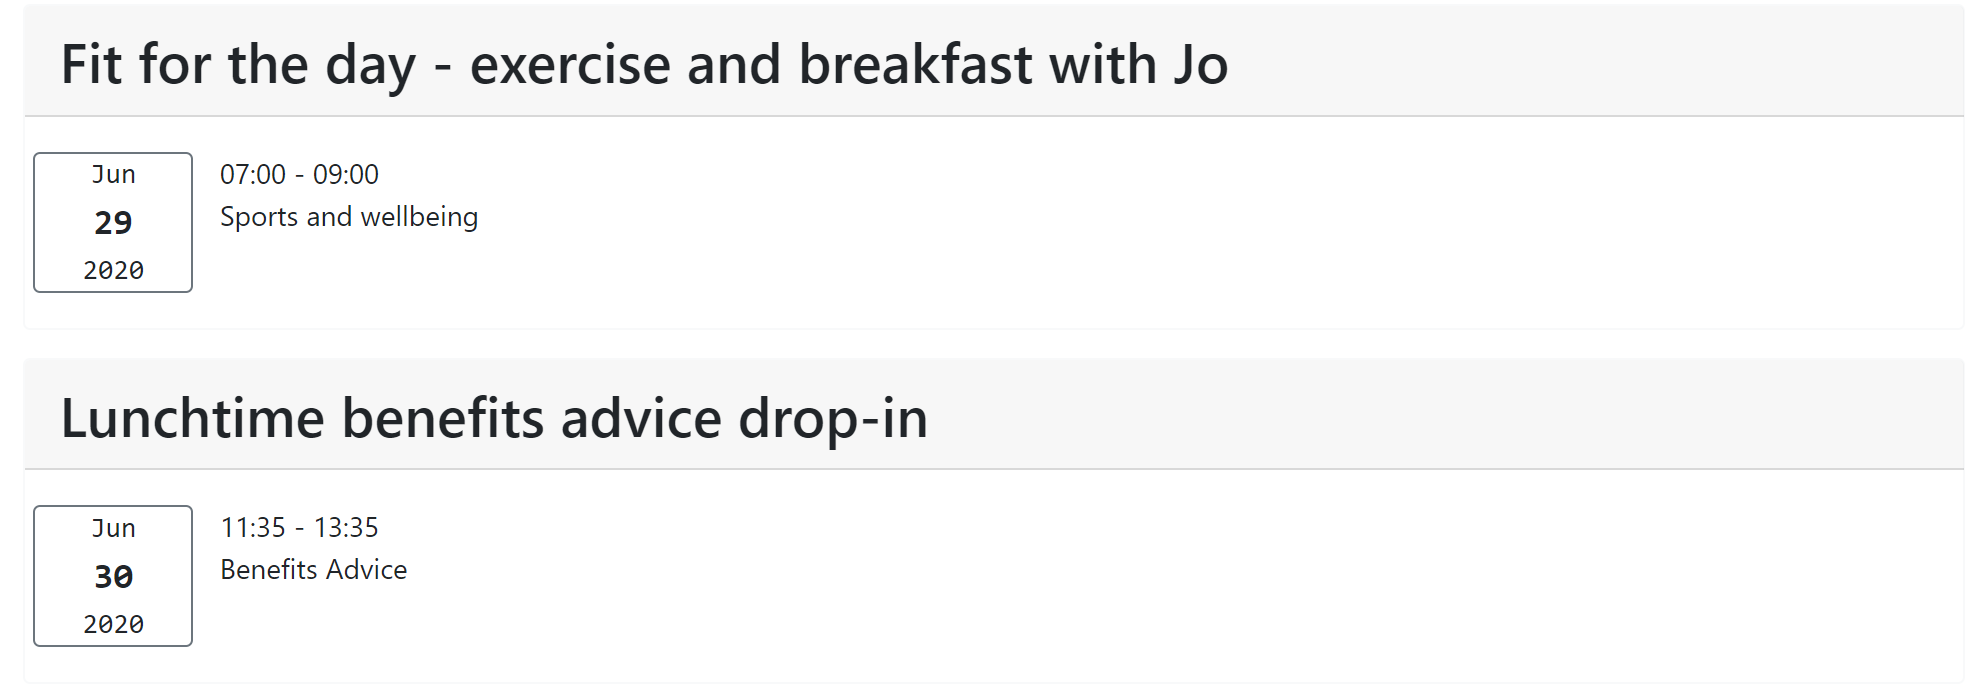 Fit for the day - exercise and breakfast with Jo
Jun
29
2020
07:00 - 09:00
Sports and wellbeing
Lunchtime benefits advice drop-in
Jun
30
2020
11:35 - 13:35
Benefits Advice